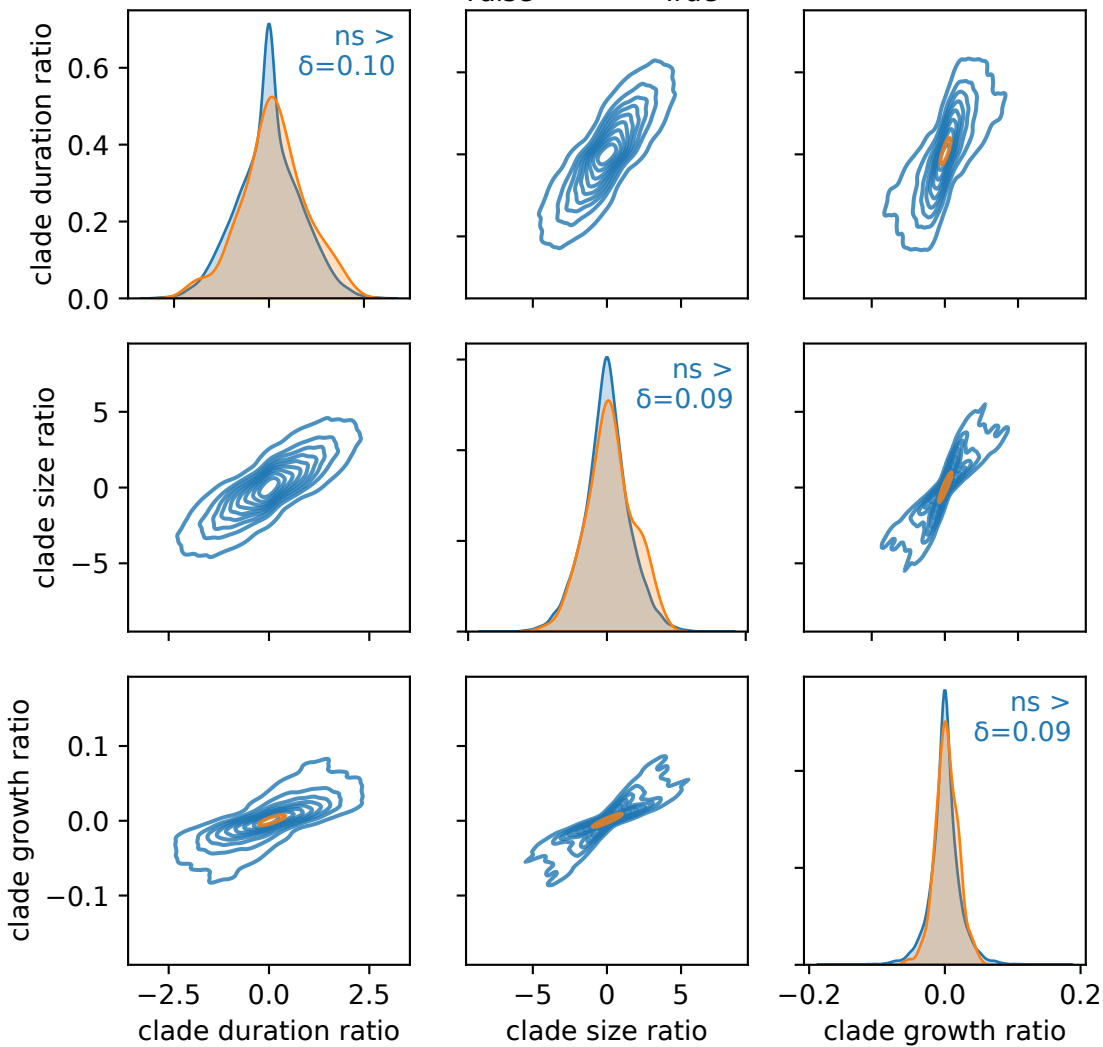 clade duration ratio
0.6
0.4
0.2
0.0
ns >
δ=0.10
clade size ratio
5
0
−5
ns >
δ=0.09
clade growth ratio
0.1
0.0
−0.1
ns >
δ=0.09
−2.5 0.0 2.5
−5 0 5
−0.2 0.0 0.2
clade duration ratio
clade size ratio
clade growth ratio